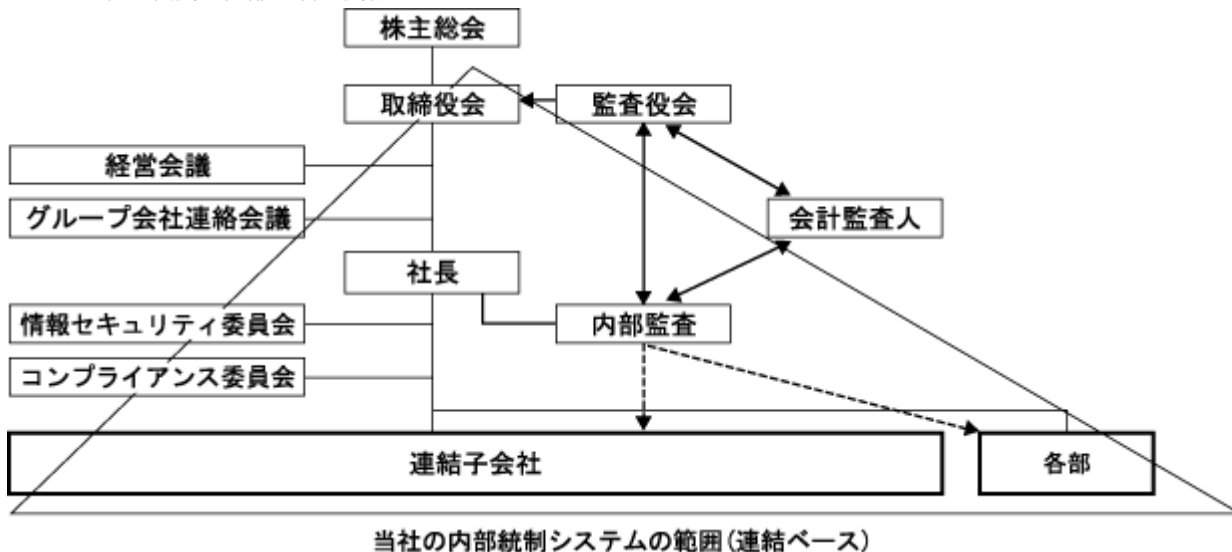 株主総会
取締役会
監査役会
経営会議
グループ会社連絡会議
会計監査人
社長
情報セキュリティ委員会
内部監査
コンプライアンス委員会
連結子会社
各部
当社の内部統制システムの範囲(連結ベース)